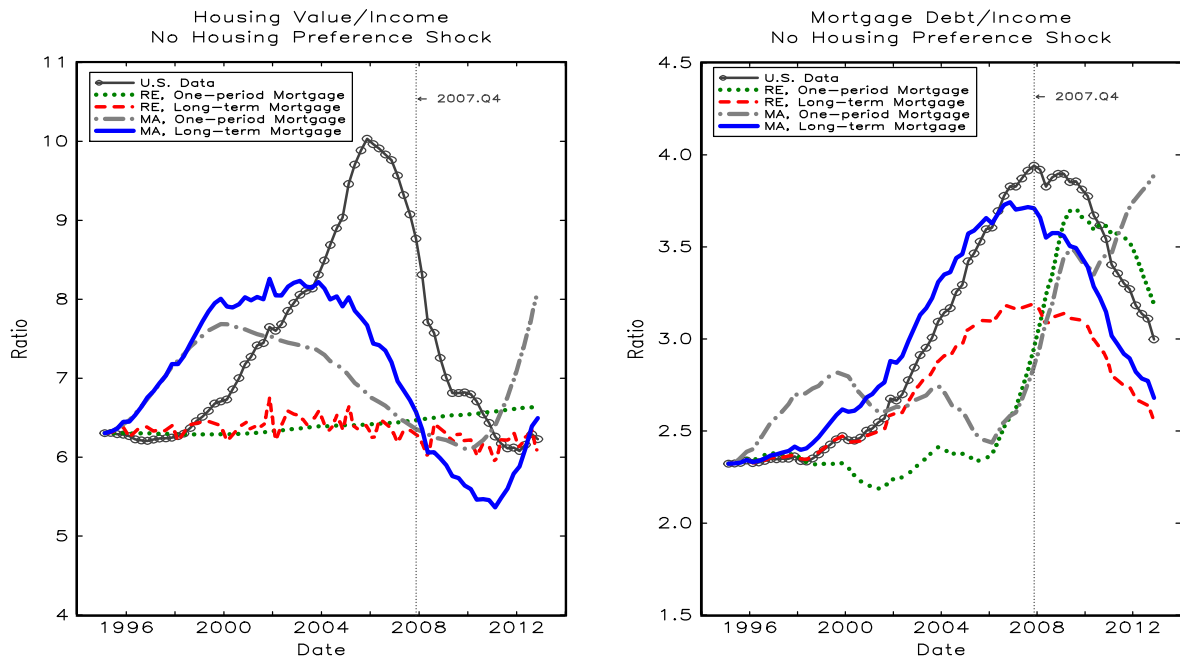 Housing Value/Income
No Housing Preference Shock
11
10
9
8
7
6
5
4
Ratio
U.S. Data
RE, One-period Mortgage
RE, Long-term Mortgage
MA, One-period Mortgage
MA, Long-term Mortgage
← 2007.Q4
1996
2000
2004
2008
2012
Date
Mortgage Debt/Income
No Housing Preference Shock
4.5
4.0
3.5
3.0
2.5
2.0
1.5
Ratio
U.S. Data
RE, One-period Mortgage
RE, Long-term Mortgage
MA, One-period Mortgage
MA, Long-term Mortgage
← 2007.Q4
1996
2000
2004
2008
2012
Date